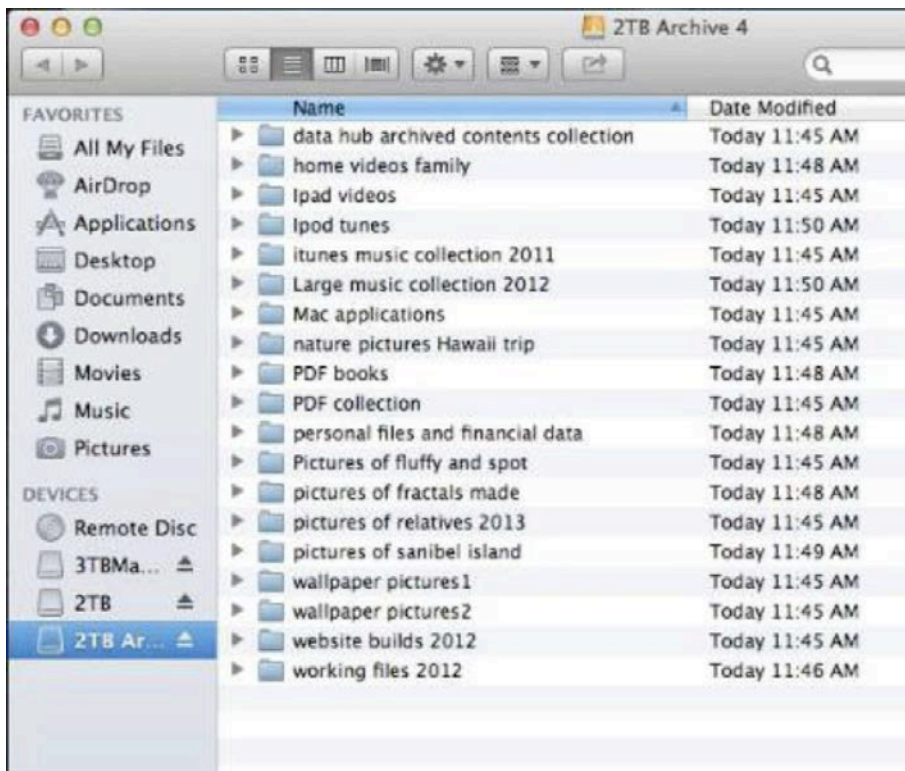 2TB Archive 4
FAVORITES
All My Files
AirDrop
Applications
Desktop
Documents
Downloads
Movies
Music
Pictures
DEVICES
Remote Disc
3TBMa...
2TB
2TB Ar...
Name Date Modified
data hub archived contents collection Today 11:45 AM
home videos family Today 11:48 AM
Ipad videos Today 11:45 AM
Ipod tunes Today 11:50 AM
itunes music collection 2011 Today 11:45 AM
Large music collection 2012 Today 11:50 AM
Mac applications Today 11:45 AM
nature pictures Hawaii trip Today 11:45 AM
PDF books Today 11:48 AM
PDF collection Today 11:45 AM
personal files and financial data Today 11:48 AM
Pictures of fluffy and spot Today 11:45 AM
pictures of fractals made Today 11:48 AM
pictures of relatives 2013 Today 11:45 AM
pictures of sanibel island Today 11:49 AM
wallpaper pictures1 Today 11:45 AM
wallpaper pictures2 Today 11:45 AM
website builds 2012 Today 11:45 AM
working files 2012 Today 11:46 AM